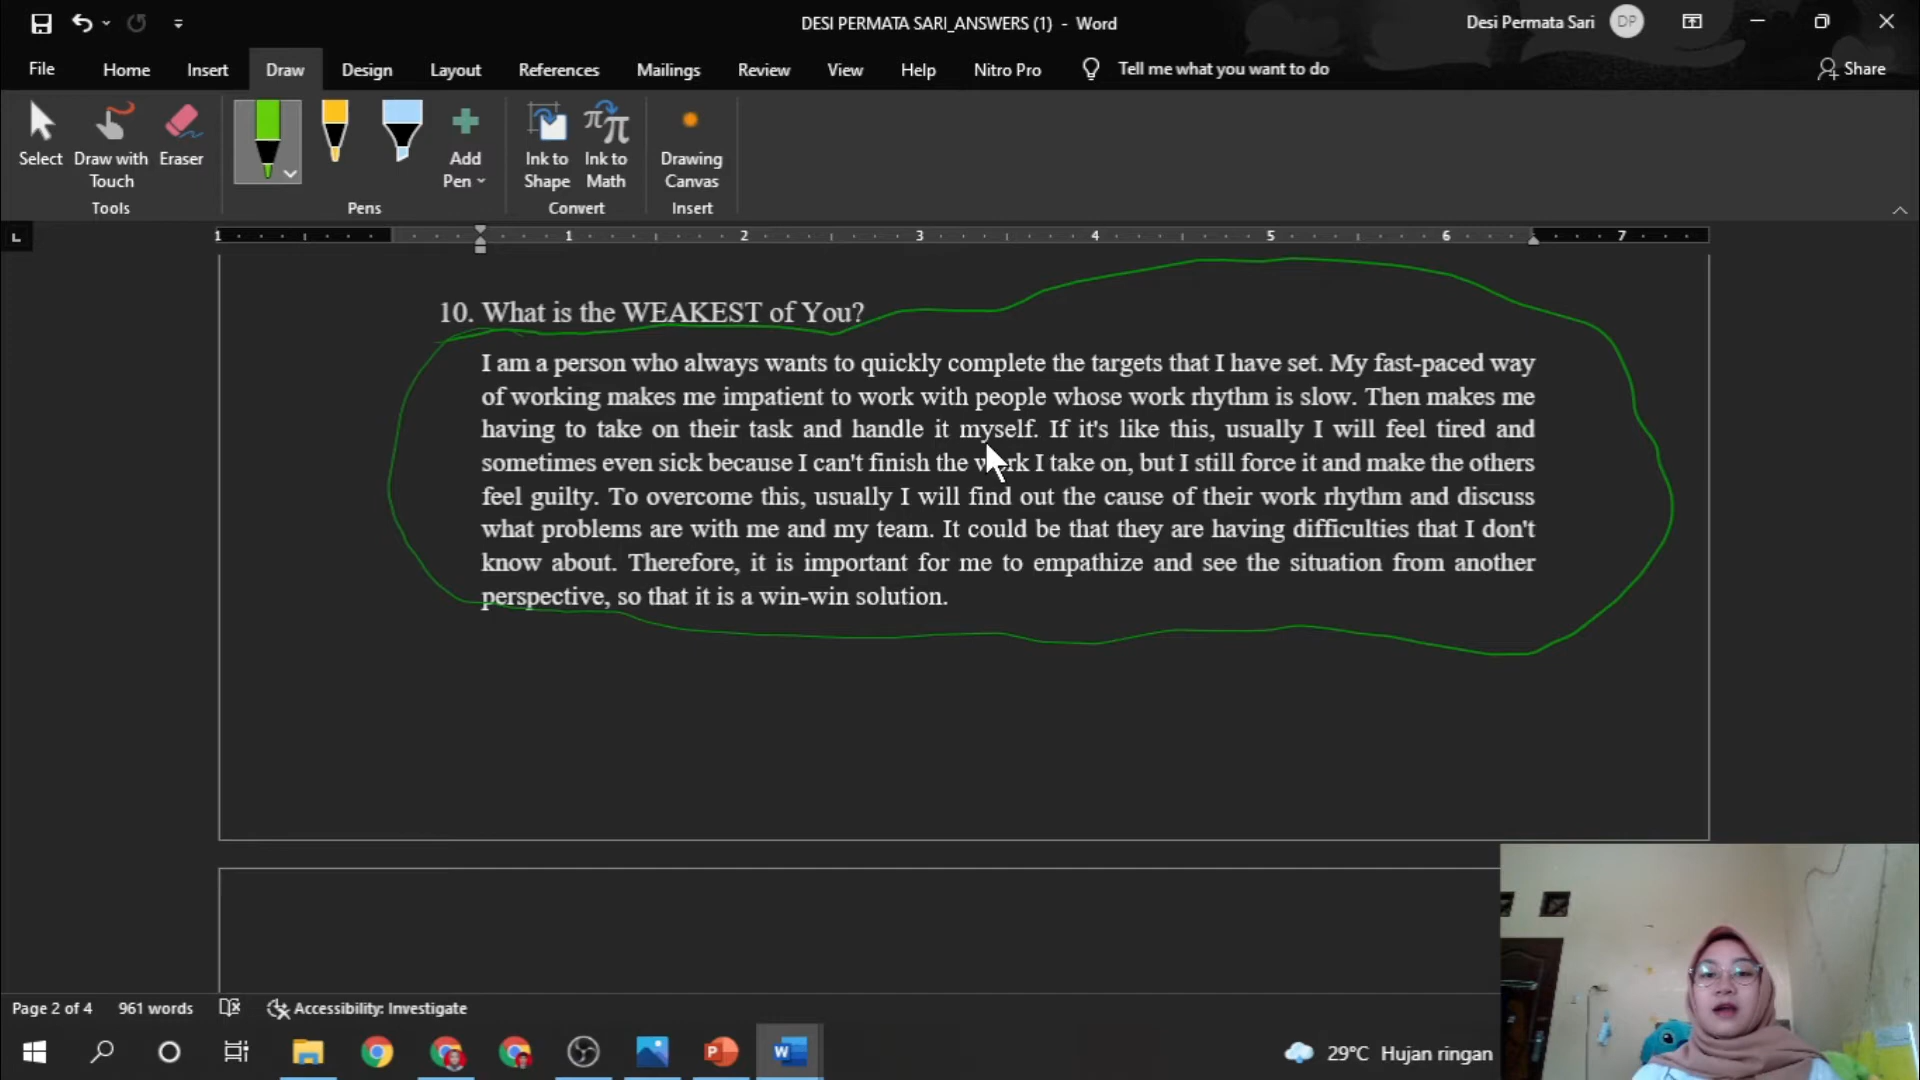 DESI PERMATA SARI_ANSWERS (1) - Word
Desi Permata Sari
DP
File
Home
Insert
Draw
Design
Layout
References
Mailings
Review
View
Help
Nitro Pro
Tell me what you want to do
Share
Select
Draw with
Touch
Eraser
Add
Pen
Ink to
Shape
Ink to
Math
Drawing
Canvas
Tools
Pens
Convert
Insert
1 1 2 3 4 5 6 7
10. What is the WEAKEST of You?
I am a person who always wants to quickly complete the targets that I have set. My fast-paced way
of working makes me impatient to work with people whose work rhythm is slow. Then makes me
having to take on their task and handle it myself. If it's like this, usually I will feel tired and
sometimes even sick because I can't finish the work I take on, but I still force it and make the others
feel guilty. To overcome this, usually I will find out the cause of their work rhythm and discuss
what problems are with me and my team. It could be that they are having difficulties that I don't
know about. Therefore, it is important for me to empathize and see the situation from another
perspective, so that it is a win-win solution.
Page 2 of 4
961 words
Accessibility: Investigate
29°C Hujan ringan